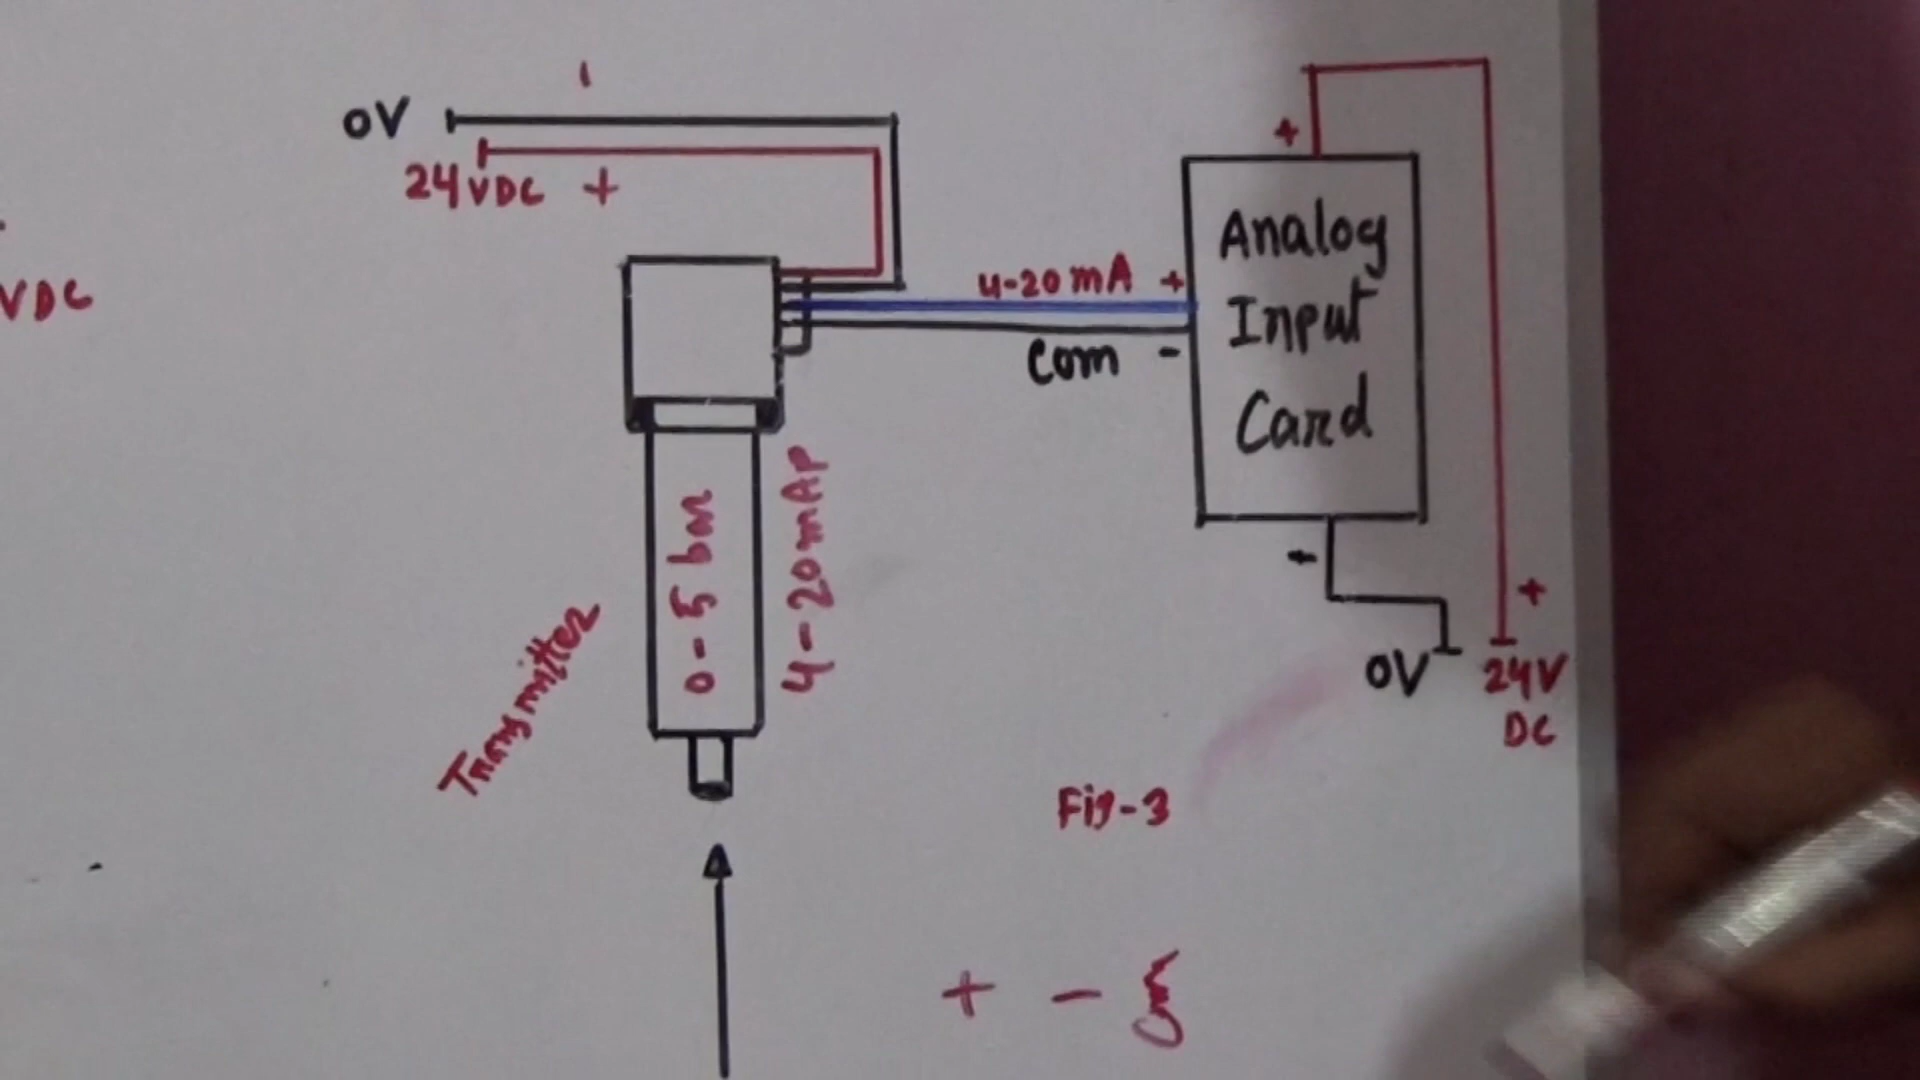 0V
24VDC +
VDC
+
4-20mA +
Com -
Analog
Input
Card
0-5 bar
4-20mAP
Transmitter
-
+
0V
24V
DC
Fig-3
+ - Com